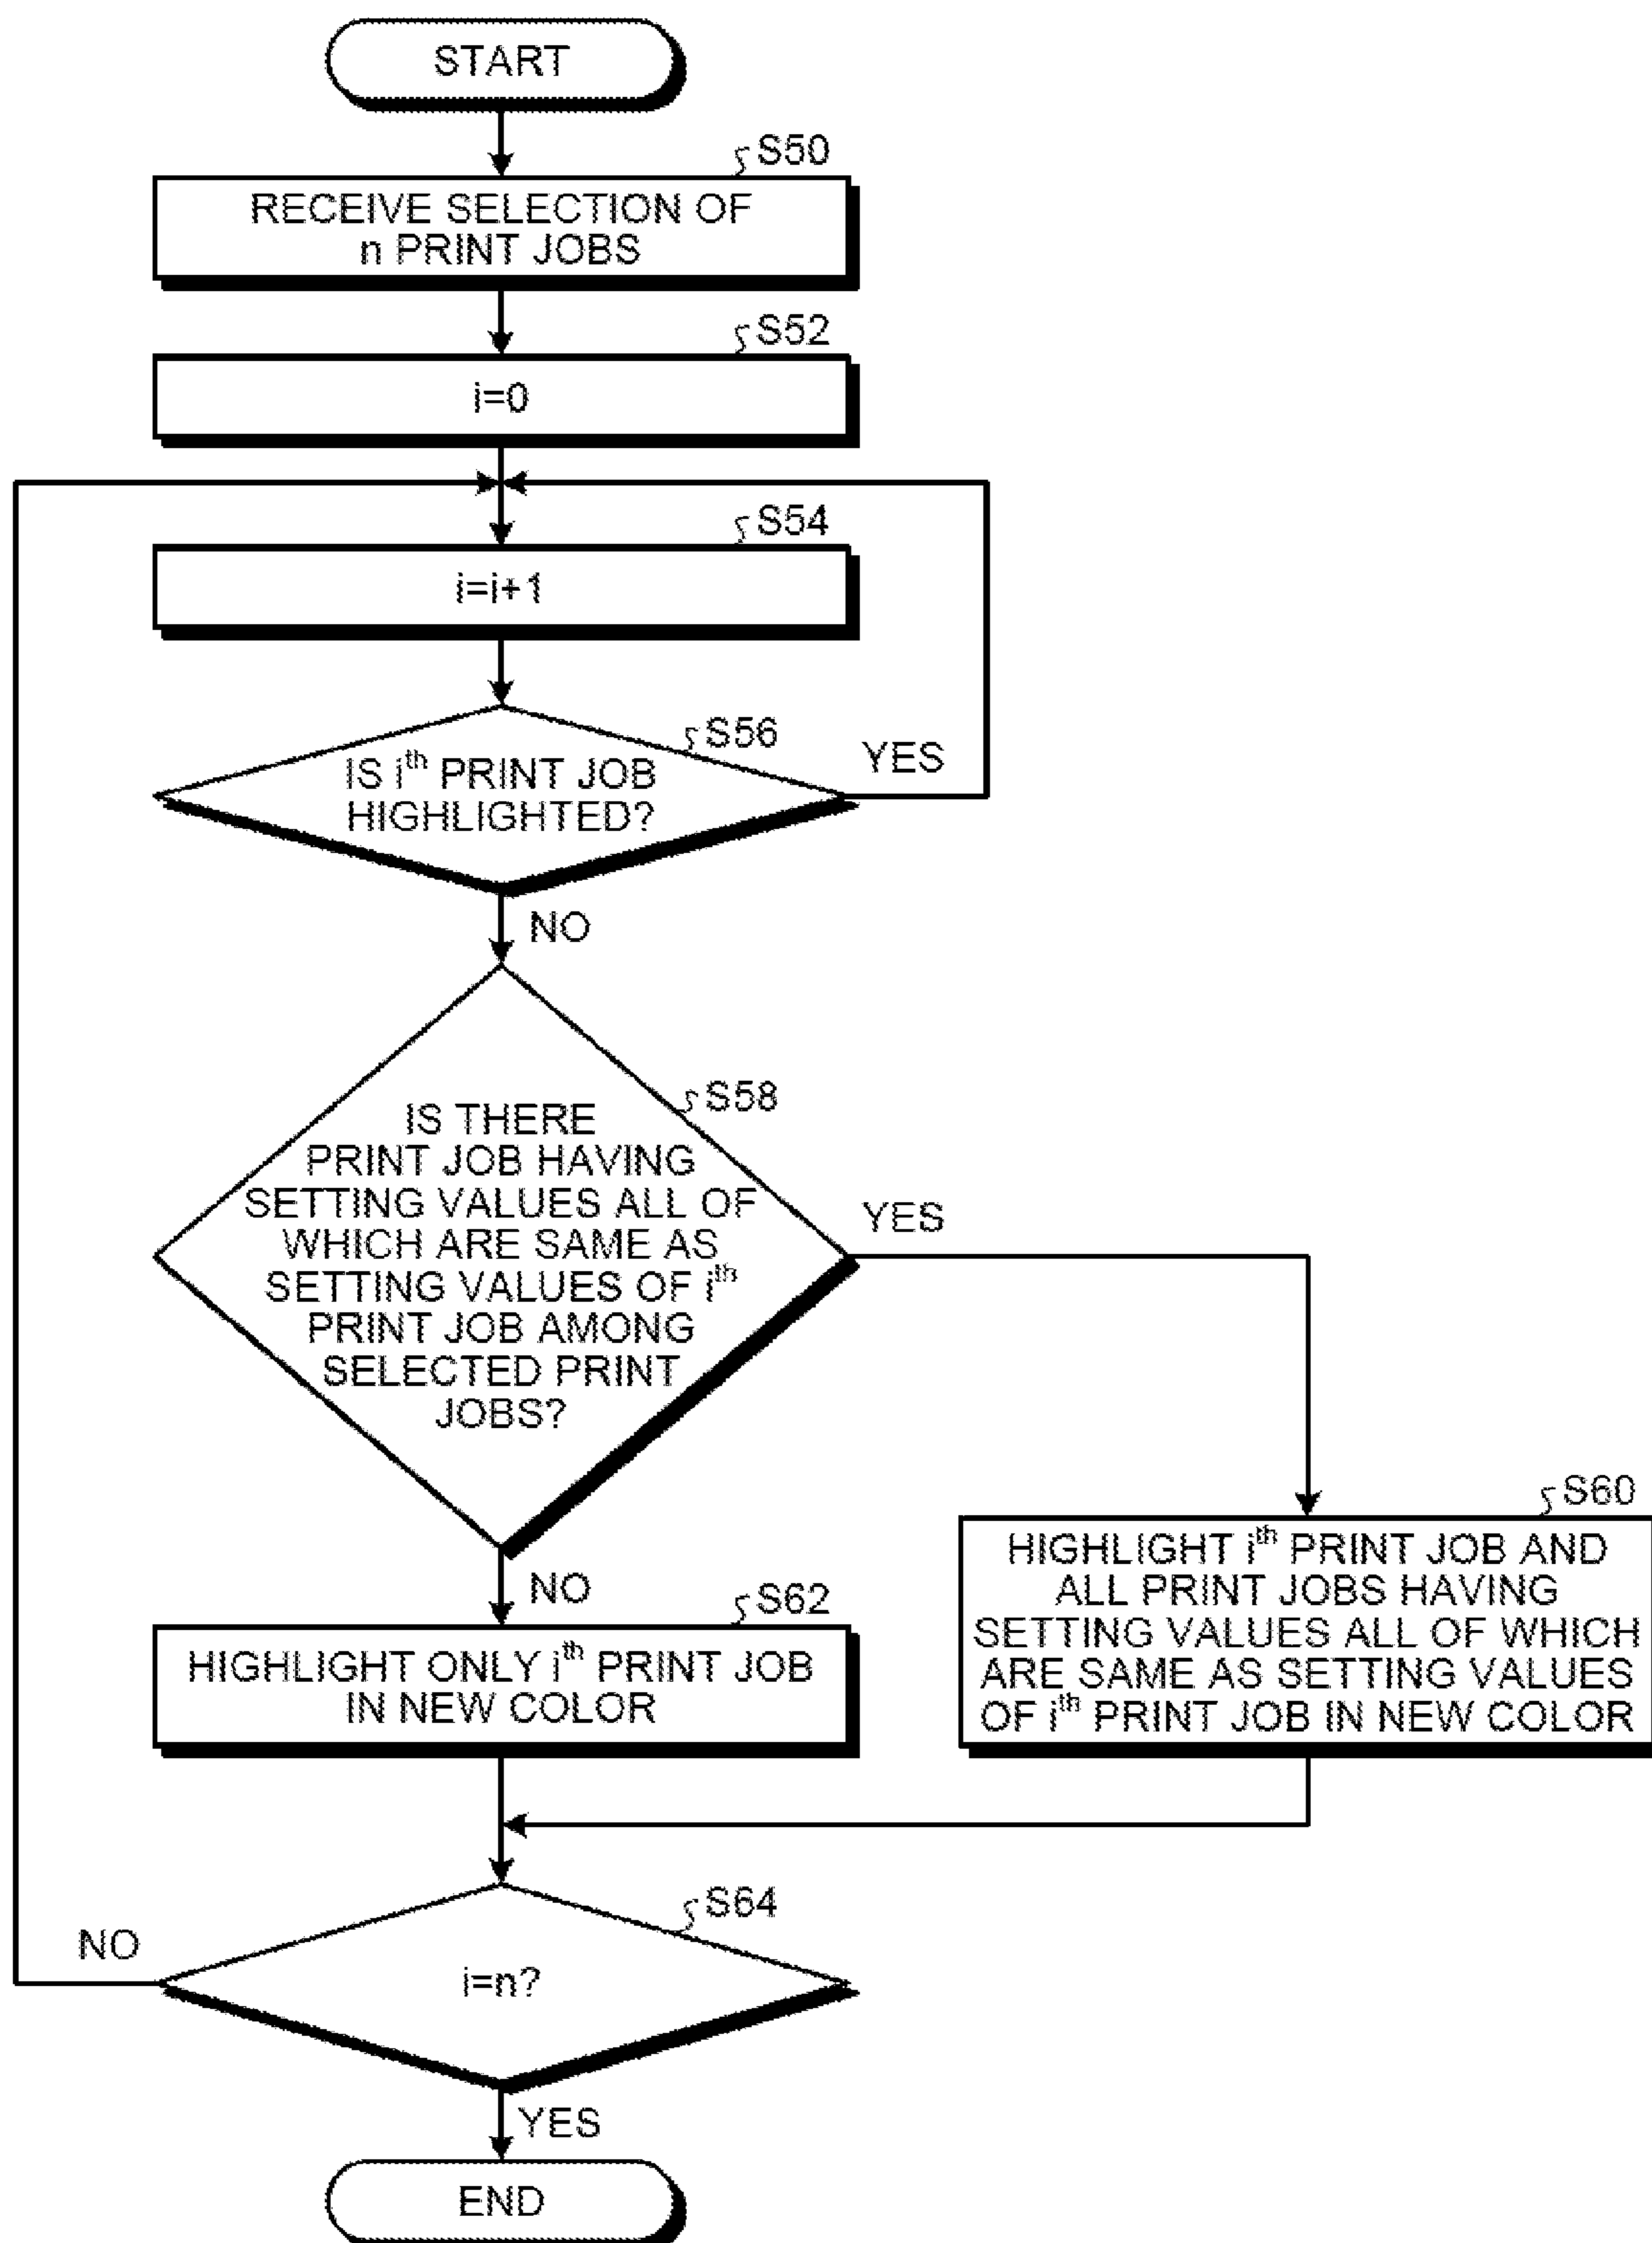 START
S50
RECEIVE SELECTION OF
n PRINT JOBS
S52
i=0
S54
i=i+1
S56
IS ith PRINT JOB
HIGHLIGHTED?
YES
NO
S58
IS THERE
PRINT JOB HAVING
SETTING VALUES ALL OF
WHICH ARE SAME AS
SETTING VALUES OF ith
PRINT JOB AMONG
SELECTED PRINT
JOBS?
YES
S60
HIGHLIGHT ith PRINT JOB AND
ALL PRINT JOBS HAVING
SETTING VALUES ALL OF WHICH
ARE SAME AS SETTING VALUES
OF ith PRINT JOB IN NEW COLOR
NO
S62
HIGHLIGHT ONLY ith PRINT JOB
IN NEW COLOR
S64
NO
i=n?
YES
END